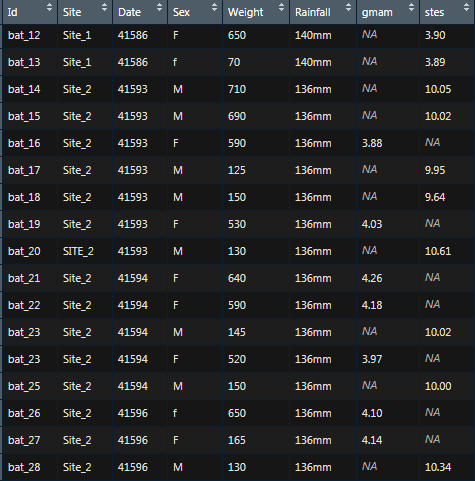 Id Site Date Sex Weight Rainfall gmam stes
bat_12 Site_1 41586 F 650 140mm NA 3.90
bat_13 Site_1 41586 f 70 140mm NA 3.89
bat_14 Site_2 41593 M 710 136mm NA 10.05
bat_15 Site_2 41593 M 690 136mm NA 10.02
bat_16 Site_2 41593 F 590 136mm 3.88 NA
bat_17 Site_2 41593 M 125 136mm NA 9.95
bat_18 Site_2 41593 M 150 136mm NA 9.64
bat_19 Site_2 41593 F 530 136mm 4.03 NA
bat_20 SITE_2 41593 M 130 136mm NA 10.61
bat_21 Site_2 41594 F 640 136mm 4.26 NA
bat_22 Site_2 41594 F 590 136mm 4.18 NA
bat_23 Site_2 41594 M 145 136mm NA 10.02
bat_23 Site_2 41594 F 520 136mm 3.97 NA
bat_25 Site_2 41594 M 150 136mm NA 10.00
bat_26 Site_2 41596 f 650 136mm 4.10 NA
bat_27 Site_2 41596 F 165 136mm 4.14 NA
bat_28 Site_2 41596 M 130 136mm NA 10.34